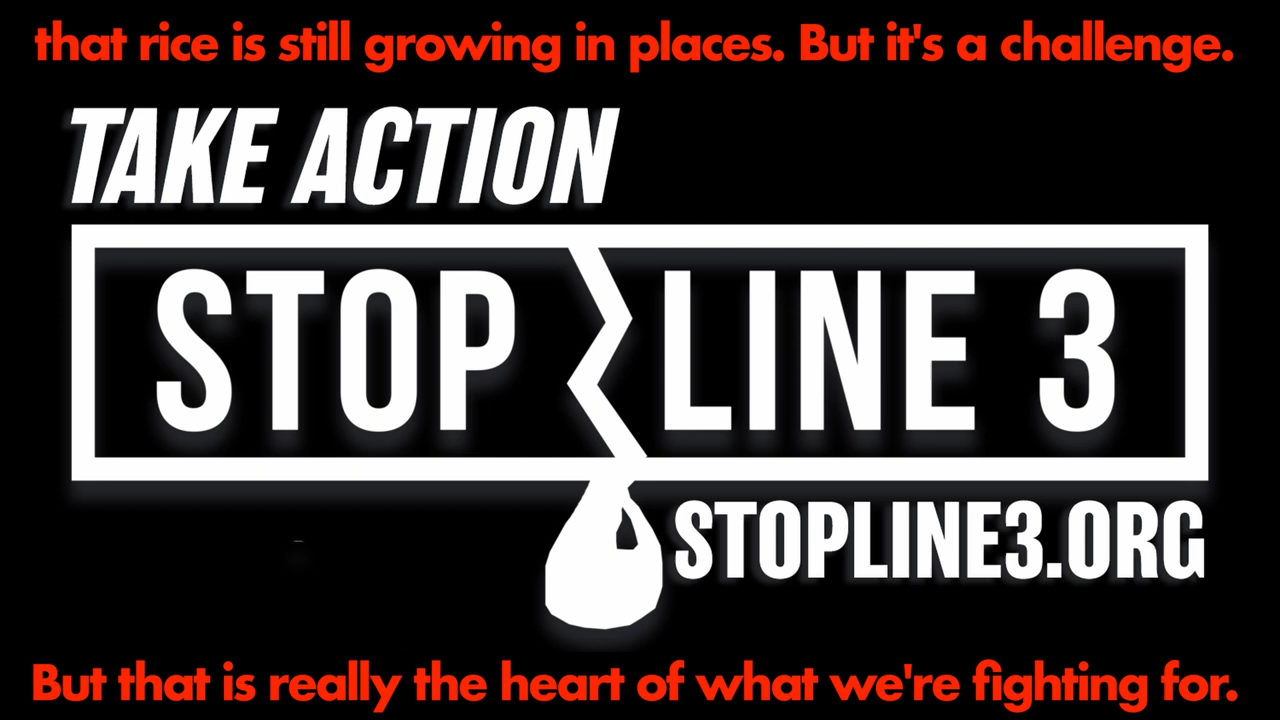 that rice is still growing in places. But it's a challenge.
TAKE ACTION
STOP LINE 3
STOPLINE3.ORG
But that is really the heart of what we're fighting for.